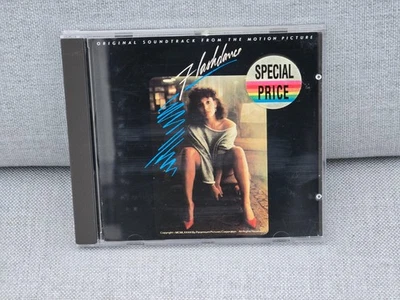 ORIGINAL SOUNDTRACK FROM THE MOTION PICTURE
Flashdance
SPECIAL
PRICE